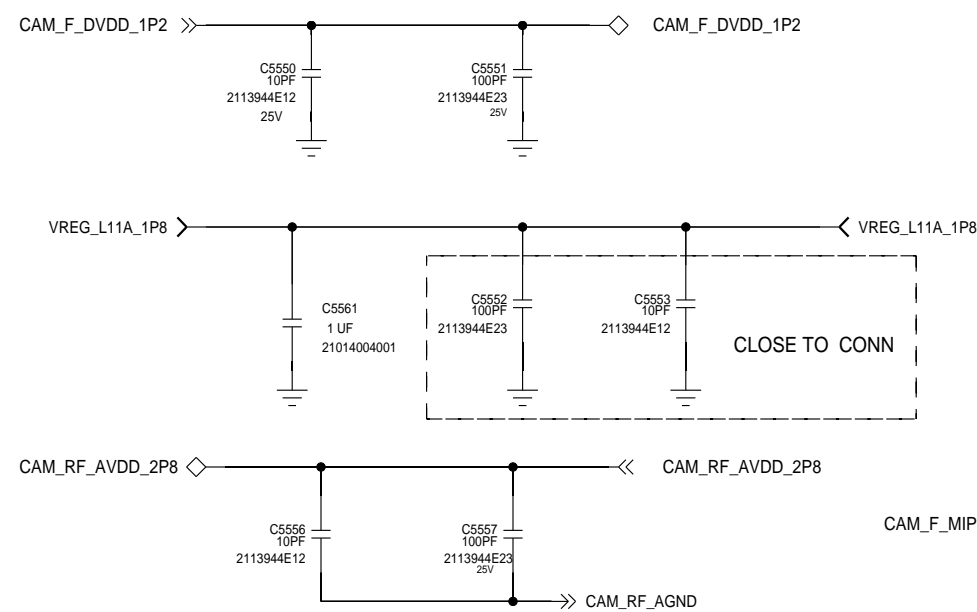 CAM_F_DVDD_1P2
CAM_F_DVDD_1P2
C5550
10PF
2113944E12
25V
C5551
100PF
2113944E23
25V
VREG_L11A_1P8
VREG_L11A_1P8
C5561
1 UF
21014004001
C5552
100PF
2113944E23
C5553
10PF
2113944E12
CLOSE TO CONN
CAM_RF_AVDD_2P8
CAM_RF_AVDD_2P8
C5556
10PF
2113944E12
C5557
100PF
2113944E23
25V
CAM_F_MIP
CAM_RF_AGND